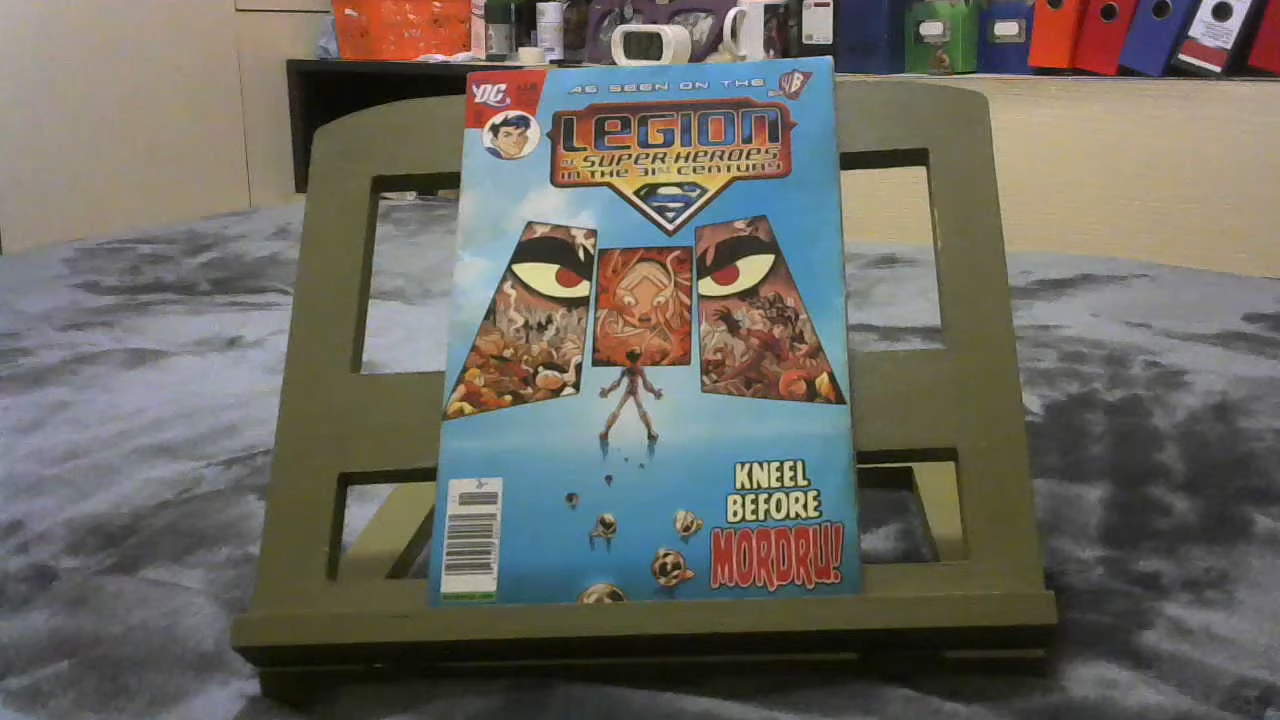 DC
AS SEEN ON THE
WB
LEGION
OF SUPER-HEROES
IN THE 31ST CENTURY
S
KNEEL
BEFORE
MORDRU!